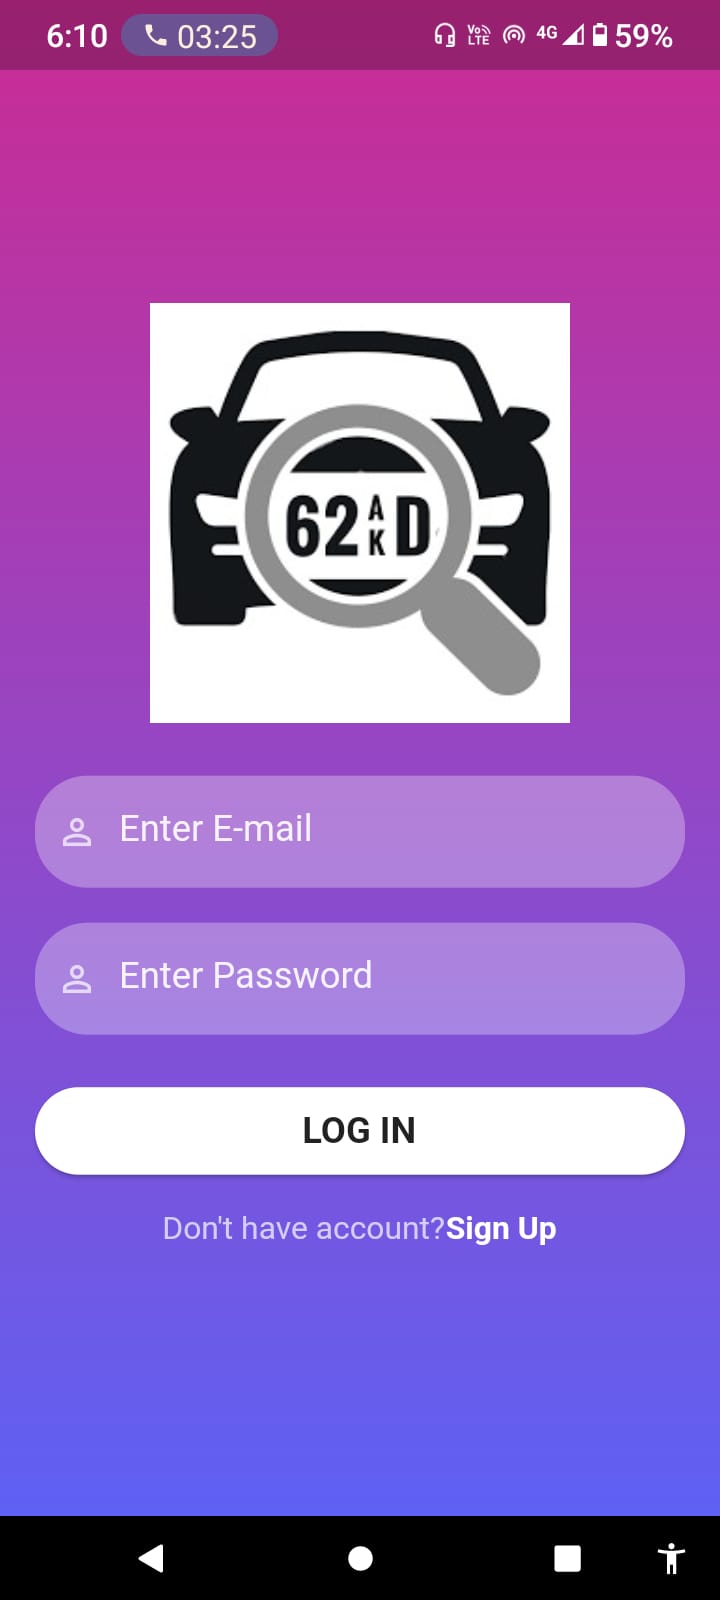 6:10 03:25 Vo LTE 4G 59%
62 AK D
Enter E-mail
Enter Password
LOG IN
Don't have account?Sign Up